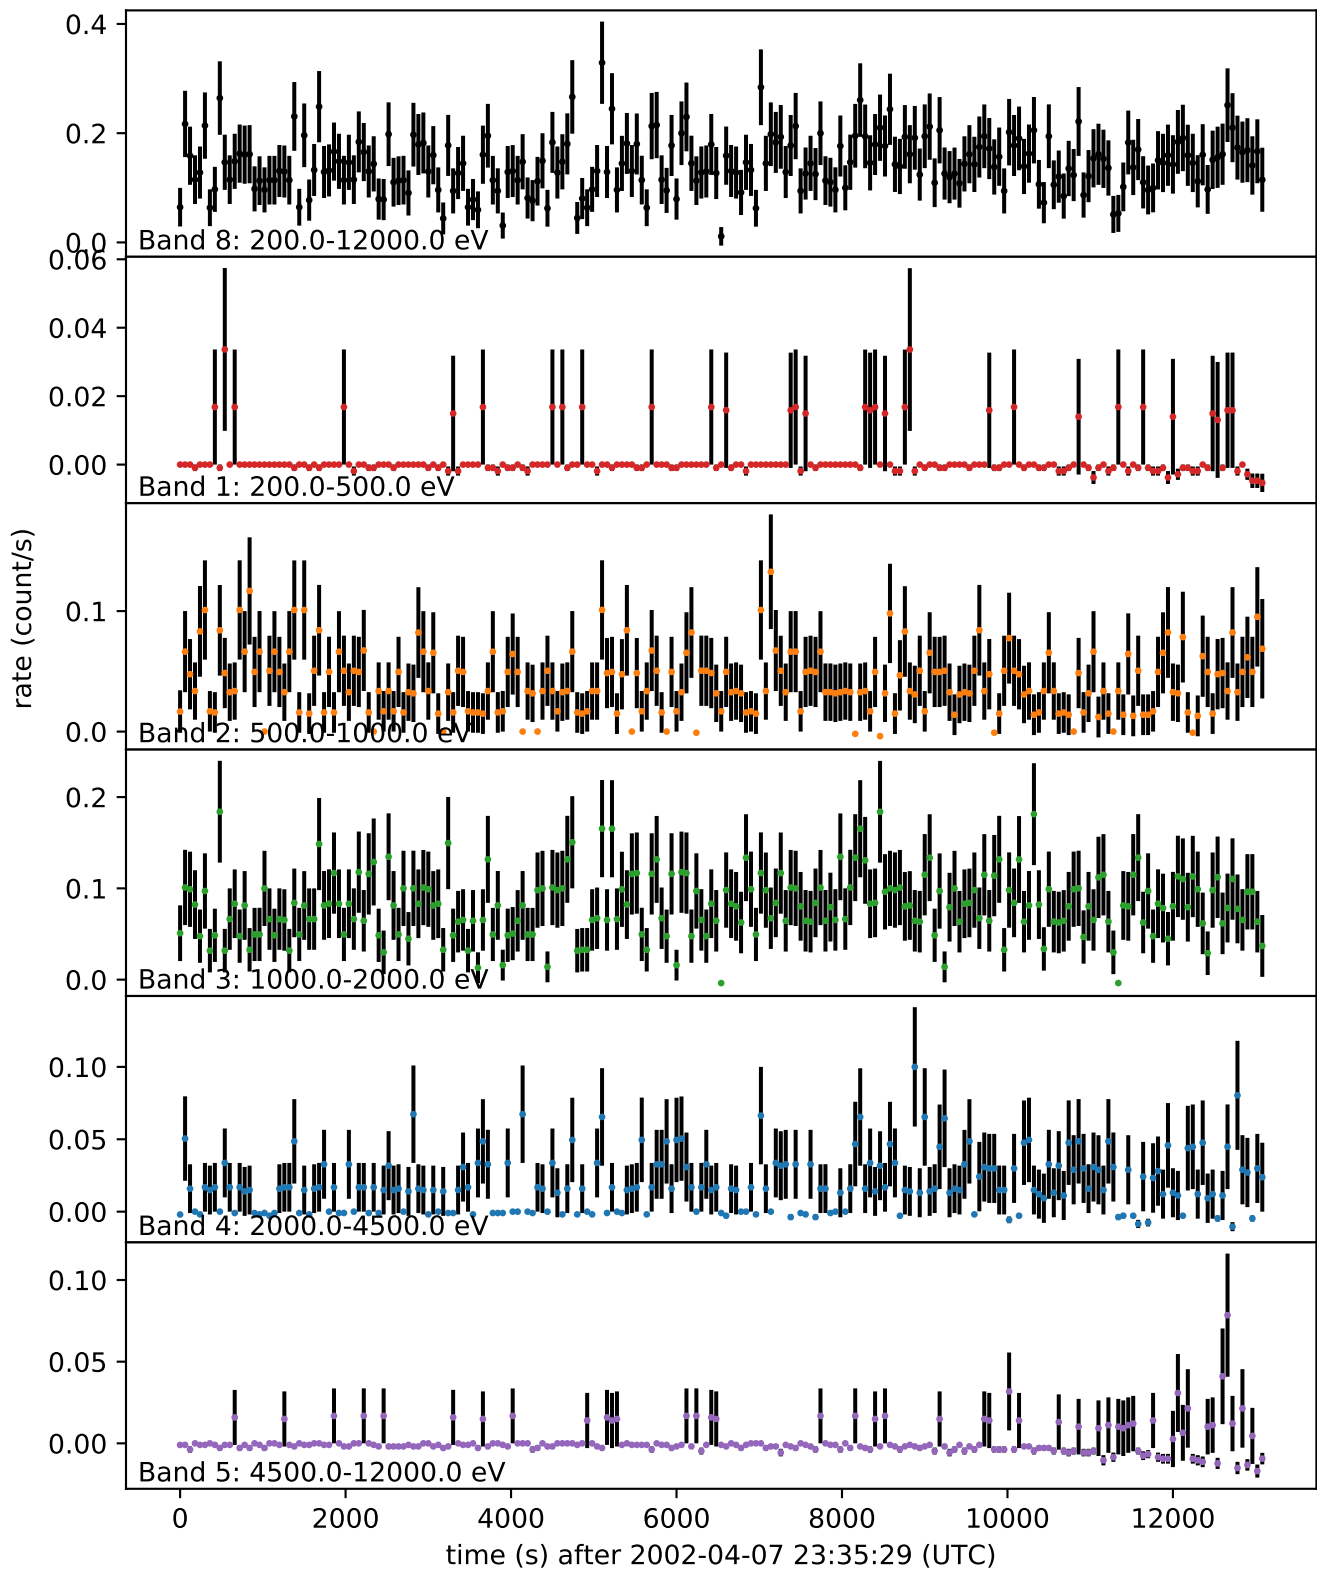 0.4
0.2
0.0
Band 8: 200.0-12000.0 eV
0.06
0.04
0.02
0.00
Band 1: 200.0-500.0 eV
rate (count/s)
0.1
0.0
Band 2: 500.0-1000.0 eV
0.2
0.1
0.0
Band 3: 1000.0-2000.0 eV
0.10
0.05
0.00
Band 4: 2000.0-4500.0 eV
0.10
0.05
0.00
Band 5: 4500.0-12000.0 eV
0 2000 4000 6000 8000 10000 12000
time (s) after 2002-04-07 23:35:29 (UTC)